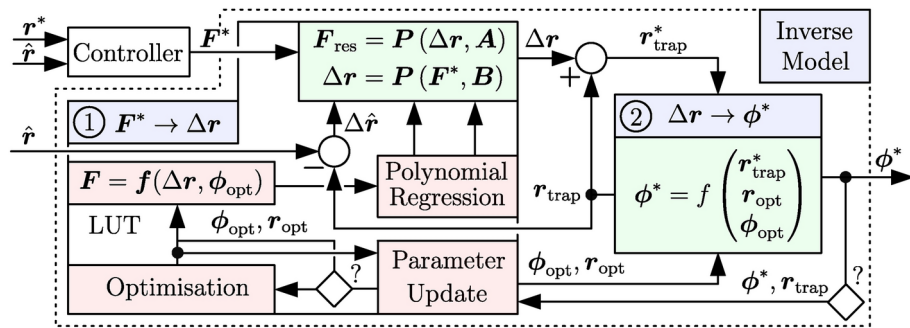 r*
r̂
Controller
F*
F_res = P (Δr, A)
Δr = P (F*, B)
Δr
+
r*_trap
Inverse
Model
① F* → Δr
Δr̂
② Δr → ϕ*
r̂
−
F = f(Δr, ϕ_opt)
Polynomial
Regression
r_trap
ϕ* = f ( r*_trap
r_opt
ϕ_opt )
ϕ*
LUT
ϕ_opt, r_opt
Optimisation
?
Parameter
Update
ϕ_opt, r_opt
ϕ*, r_trap
?